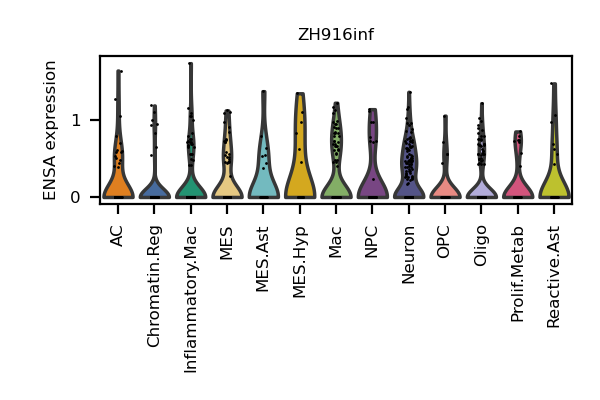 ZH916inf
ENSA expression
1
0
AC
Chromatin.Reg
Inflammatory.Mac
MES
MES.Ast
MES.Hyp
Mac
NPC
Neuron
OPC
Oligo
Prolif.Metab
Reactive.Ast